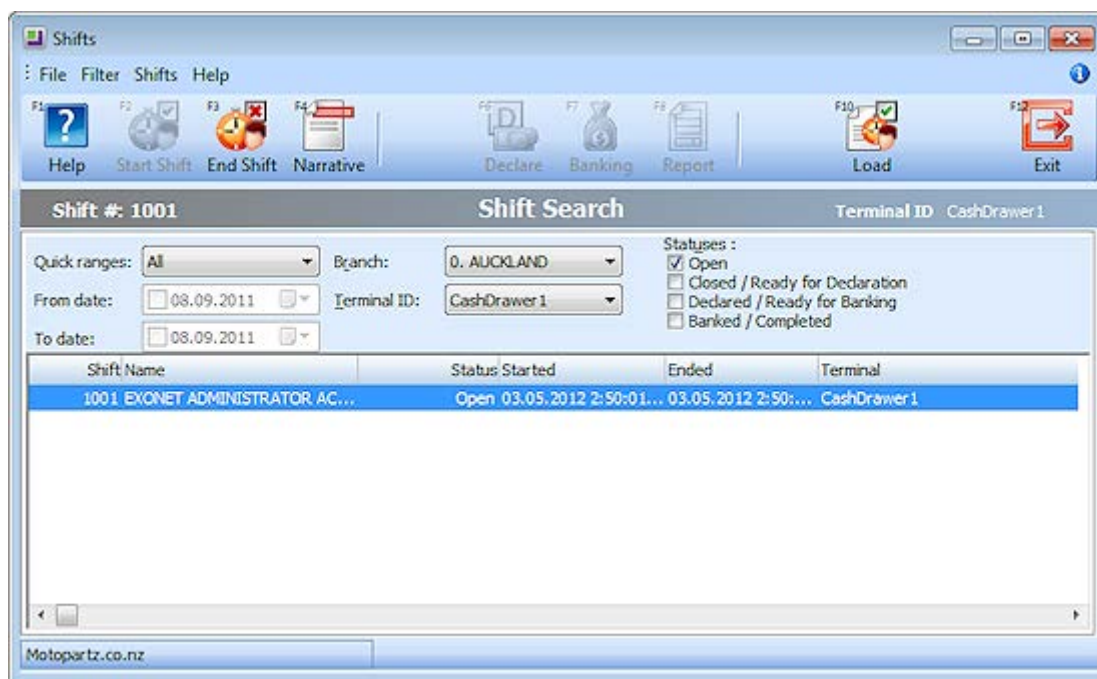 Shifts
File Filter Shifts Help
F1 F2 F3 F4 F6 F7 F8 F10 F12
Help Start Shift End Shift Narrative Declare Banking Report Load Exit
Shift #: 1001 Shift Search Terminal ID CashDrawer1
Quick ranges: All Branch: 0. AUCKLAND Statuses :
Open
Closed / Ready for Declaration
From date: 08.09.2011 Terminal ID: CashDrawer1 Declared / Ready for Banking
Banked / Completed
To date: 08.09.2011
Shift Name Status Started Ended Terminal
1001 EXONET ADMINISTRATOR AC... Open 03.05.2012 2:50:01... 03.05.2012 2:50:... CashDrawer1
Motopartz.co.nz